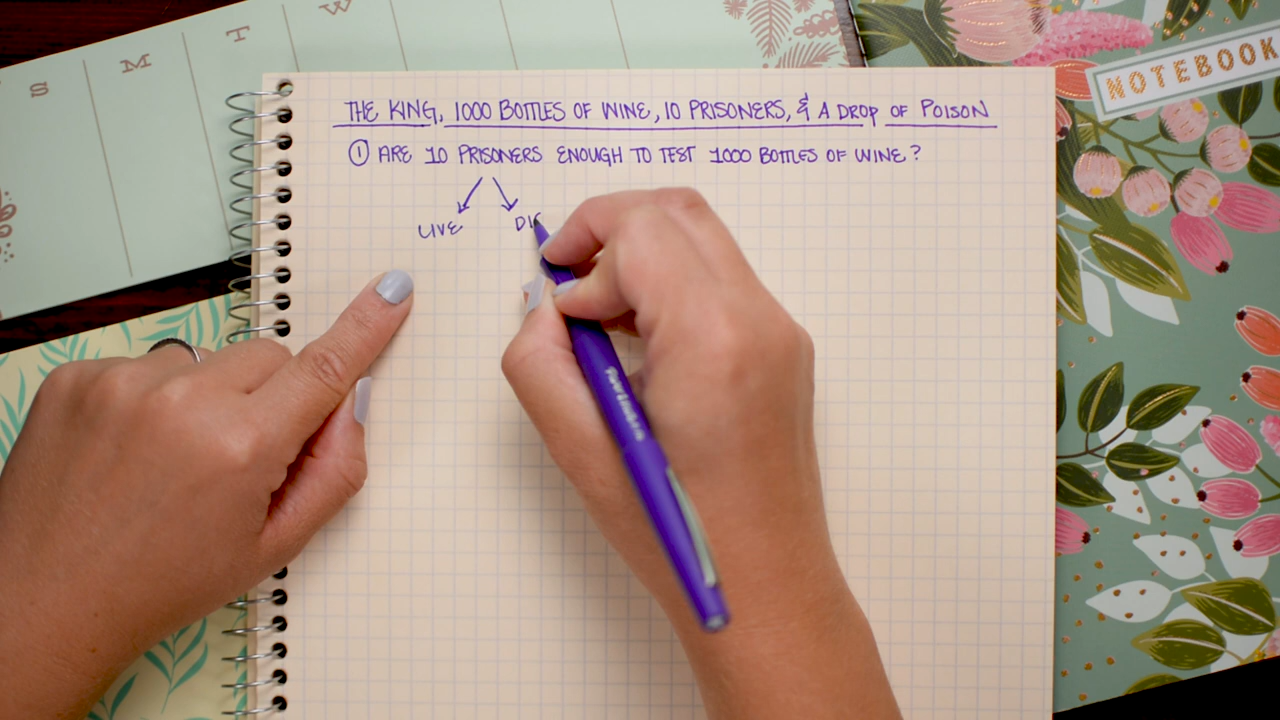 S M T W
NOTEBOOK
THE KING, 1000 BOTTLES OF WINE, 10 PRISONERS, & A DROP OF POISON
① ARE 10 PRISONERS ENOUGH TO TEST 1000 BOTTLES OF WINE?
LIVE DIE